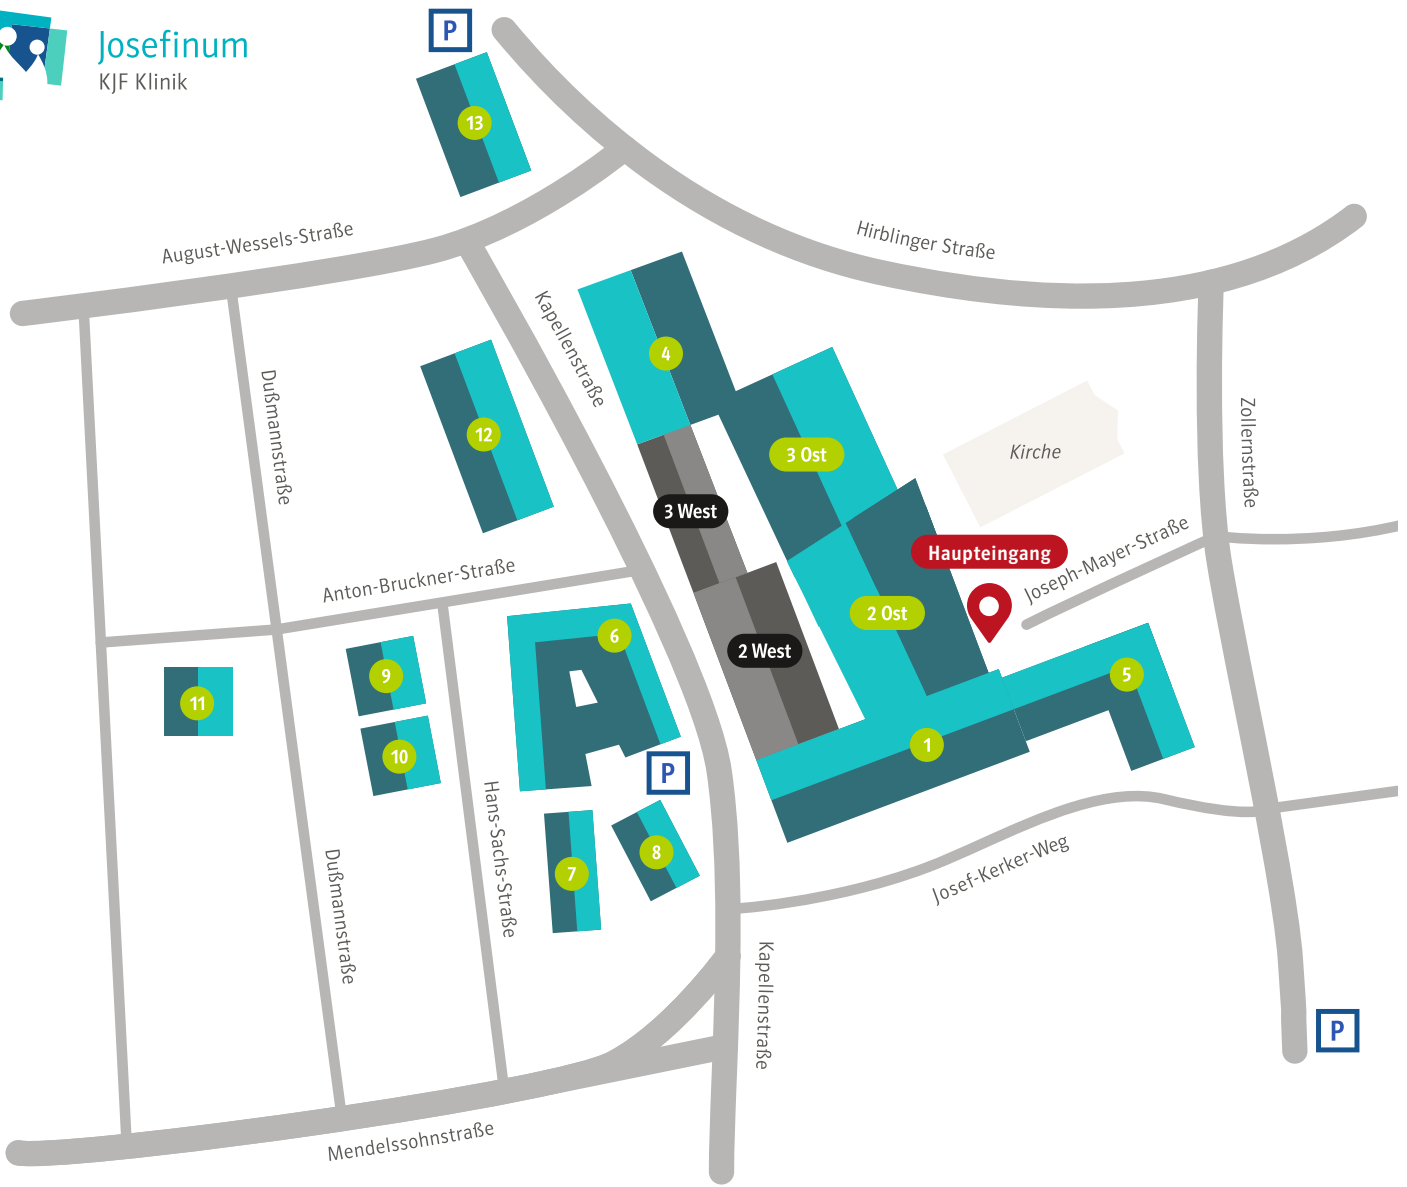 Josefinum
KJF Klinik
P
13
August-Wessels-Straße
Hirblinger Straße
Kapellenstraße
4
Dußmannstraße
12
3 Ost
Kirche
Zollernstraße
3 West
Haupteingang
Joseph-Mayer-Straße
Anton-Bruckner-Straße
2 Ost
6
2 West
9
5
11
10
1
P
Hans-Sachs-Straße
8
7
Josef-Kerker-Weg
Dußmannstraße
Kapellenstraße
P
Mendelssohnstraße